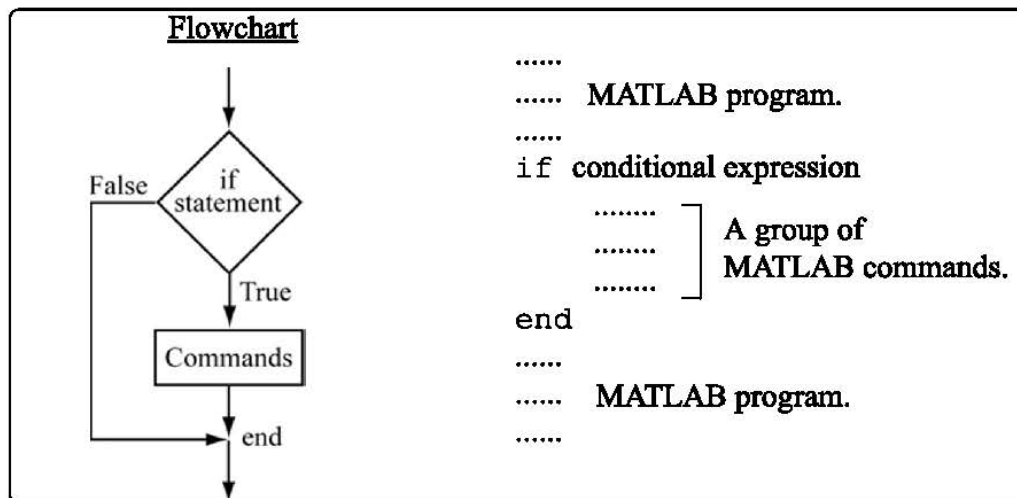 Flowchart
False
if
statement
True
Commands
end
......
...... MATLAB program.
......
if conditional expression
........
........
........
A group of
MATLAB commands.
end
......
...... MATLAB program.
......